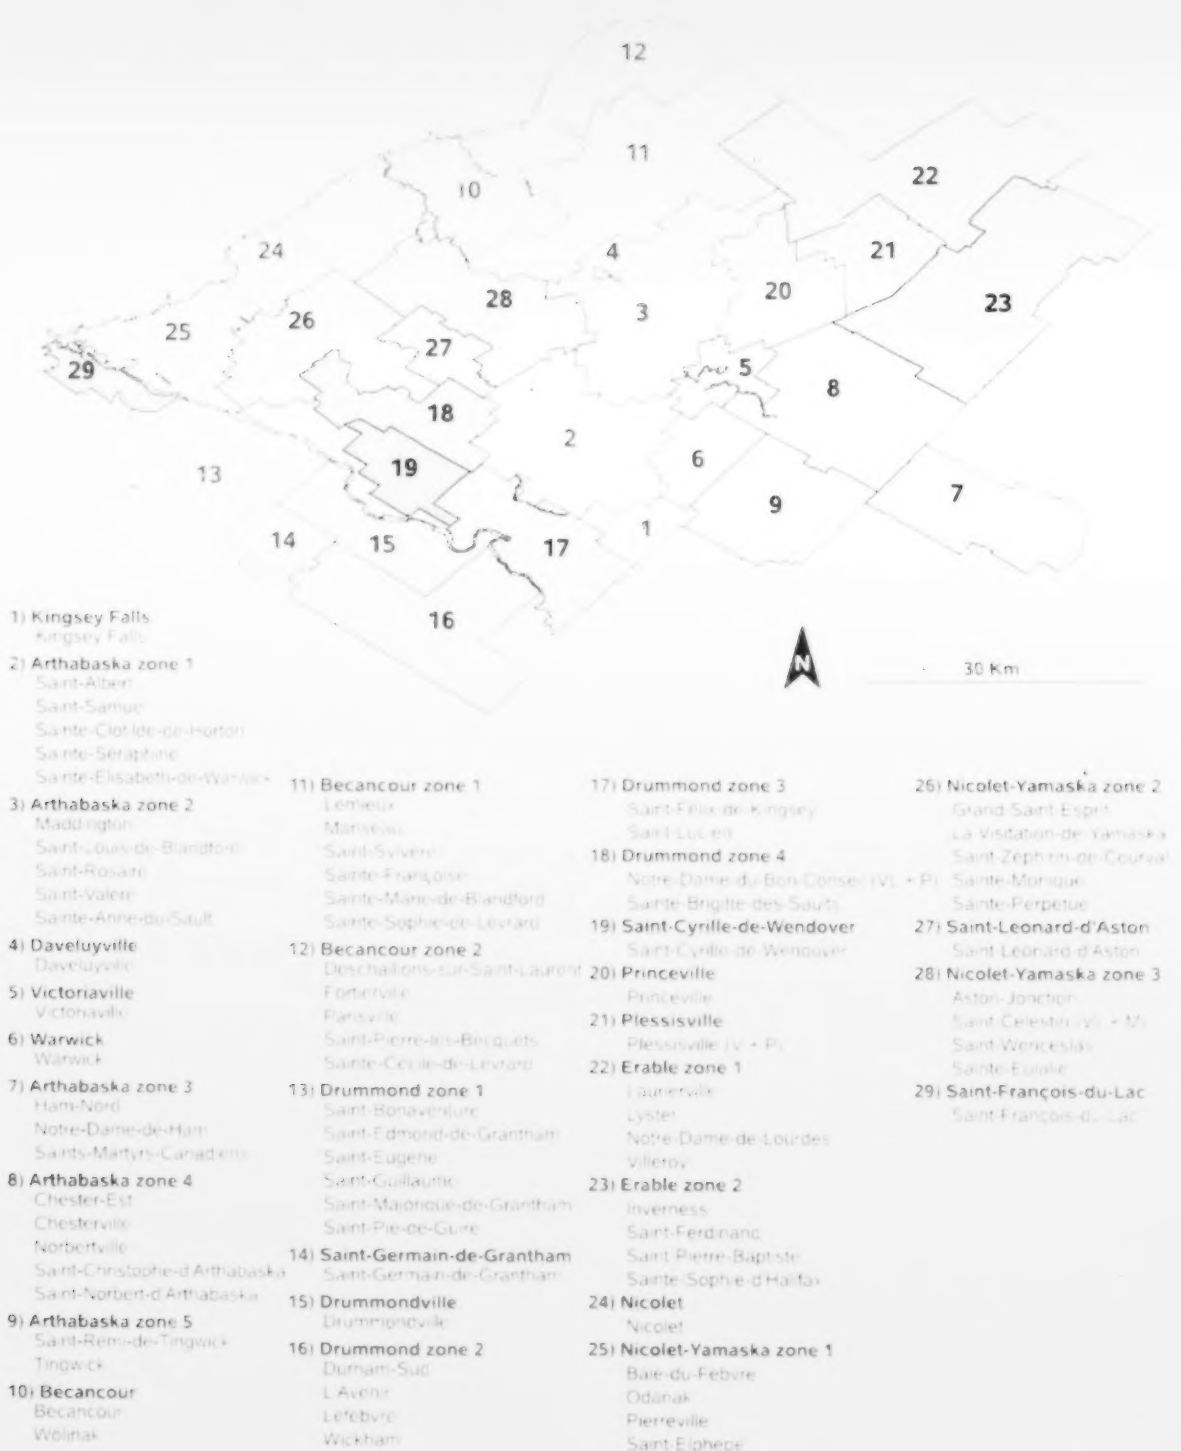 12
11
22
10
24
4
21
28
20
3
23
25
26
27
29
5
8
18
2
19
6
13
7
9
1
14
15
17
16
N
30 Km
1) Kingsey Falls
Kingsey Falls
2) Arthabaska zone 1
Saint-Albert
Saint-Samuel
Sainte-Clotilde-de-Horton
Sainte-Séraphine
Sainte-Elisabeth-de-Warwick
3) Arthabaska zone 2
Maddington
Saint-Louis-de-Blandford
Saint-Rosaire
Saint-Valère
Sainte-Anne-du-Sault
4) Daveluyville
Daveluyville
5) Victoriaville
Victoriaville
6) Warwick
Warwick
7) Arthabaska zone 3
Ham-Nord
Notre-Dame-de-Ham
Saints-Martyrs-Canadiens
8) Arthabaska zone 4
Chester-Est
Chesterville
Norbertville
Saint-Christophe-d'Arthabaska
Saint-Norbert-d'Arthabaska
9) Arthabaska zone 5
Saint-Rémi-de-Tingwick
Tingwick
10) Becancour
Becancour
Wolinak
11) Becancour zone 1
Lemieux
Manseau
Saint-Sylvere
Sainte-Françoise
Sainte-Marie-de-Blandford
Sainte-Sophie-de-Lévrard
12) Becancour zone 2
Deschaillons-sur-Saint-Laurent
Fortierville
Parisville
Saint-Pierre-les-Becquets
Sainte-Cécile-de-Lévrard
13) Drummond zone 1
Saint-Bonaventure
Saint-Edmond-de-Grantham
Saint-Eugène
Saint-Guillaume
Saint-Majorique-de-Grantham
Saint-Pie-de-Guire
14) Saint-Germain-de-Grantham
Saint-Germain-de-Grantham
15) Drummondville
Drummondville
16) Drummond zone 2
Durham-Sud
L'Avenir
Lefebvre
Wickham
17) Drummond zone 3
Saint-Félix-de-Kingsey
Saint-Lucien
18) Drummond zone 4
Notre-Dame-du-Bon-Conseil (VL + P)
Sainte-Brigitte-des-Saults
19) Saint-Cyrille-de-Wendover
Saint-Cyrille-de-Wendover
20) Princeville
Princeville
21) Plessisville
Plessisville (V + P)
22) Erable zone 1
Laurierville
Lyster
Notre-Dame-de-Lourdes
Villeroy
23) Erable zone 2
Inverness
Saint-Ferdinand
Saint-Pierre-Baptiste
Sainte-Sophie-d'Halifax
24) Nicolet
Nicolet
25) Nicolet-Yamaska zone 1
Baie-du-Febvre
Odanak
Pierreville
Saint-Elphège
26) Nicolet-Yamaska zone 2
Grand-Saint-Esprit
La Visitation-de-Yamaska
Saint-Zéphirin-de-Courval
Sainte-Monique
Sainte-Perpétue
27) Saint-Leonard-d'Aston
Saint-Leonard-d'Aston
28) Nicolet-Yamaska zone 3
Aston-Jonction
Saint-Célestin (VL + M)
Saint-Wenceslas
Sainte-Eulalie
29) Saint-François-du-Lac
Saint-François-du-Lac